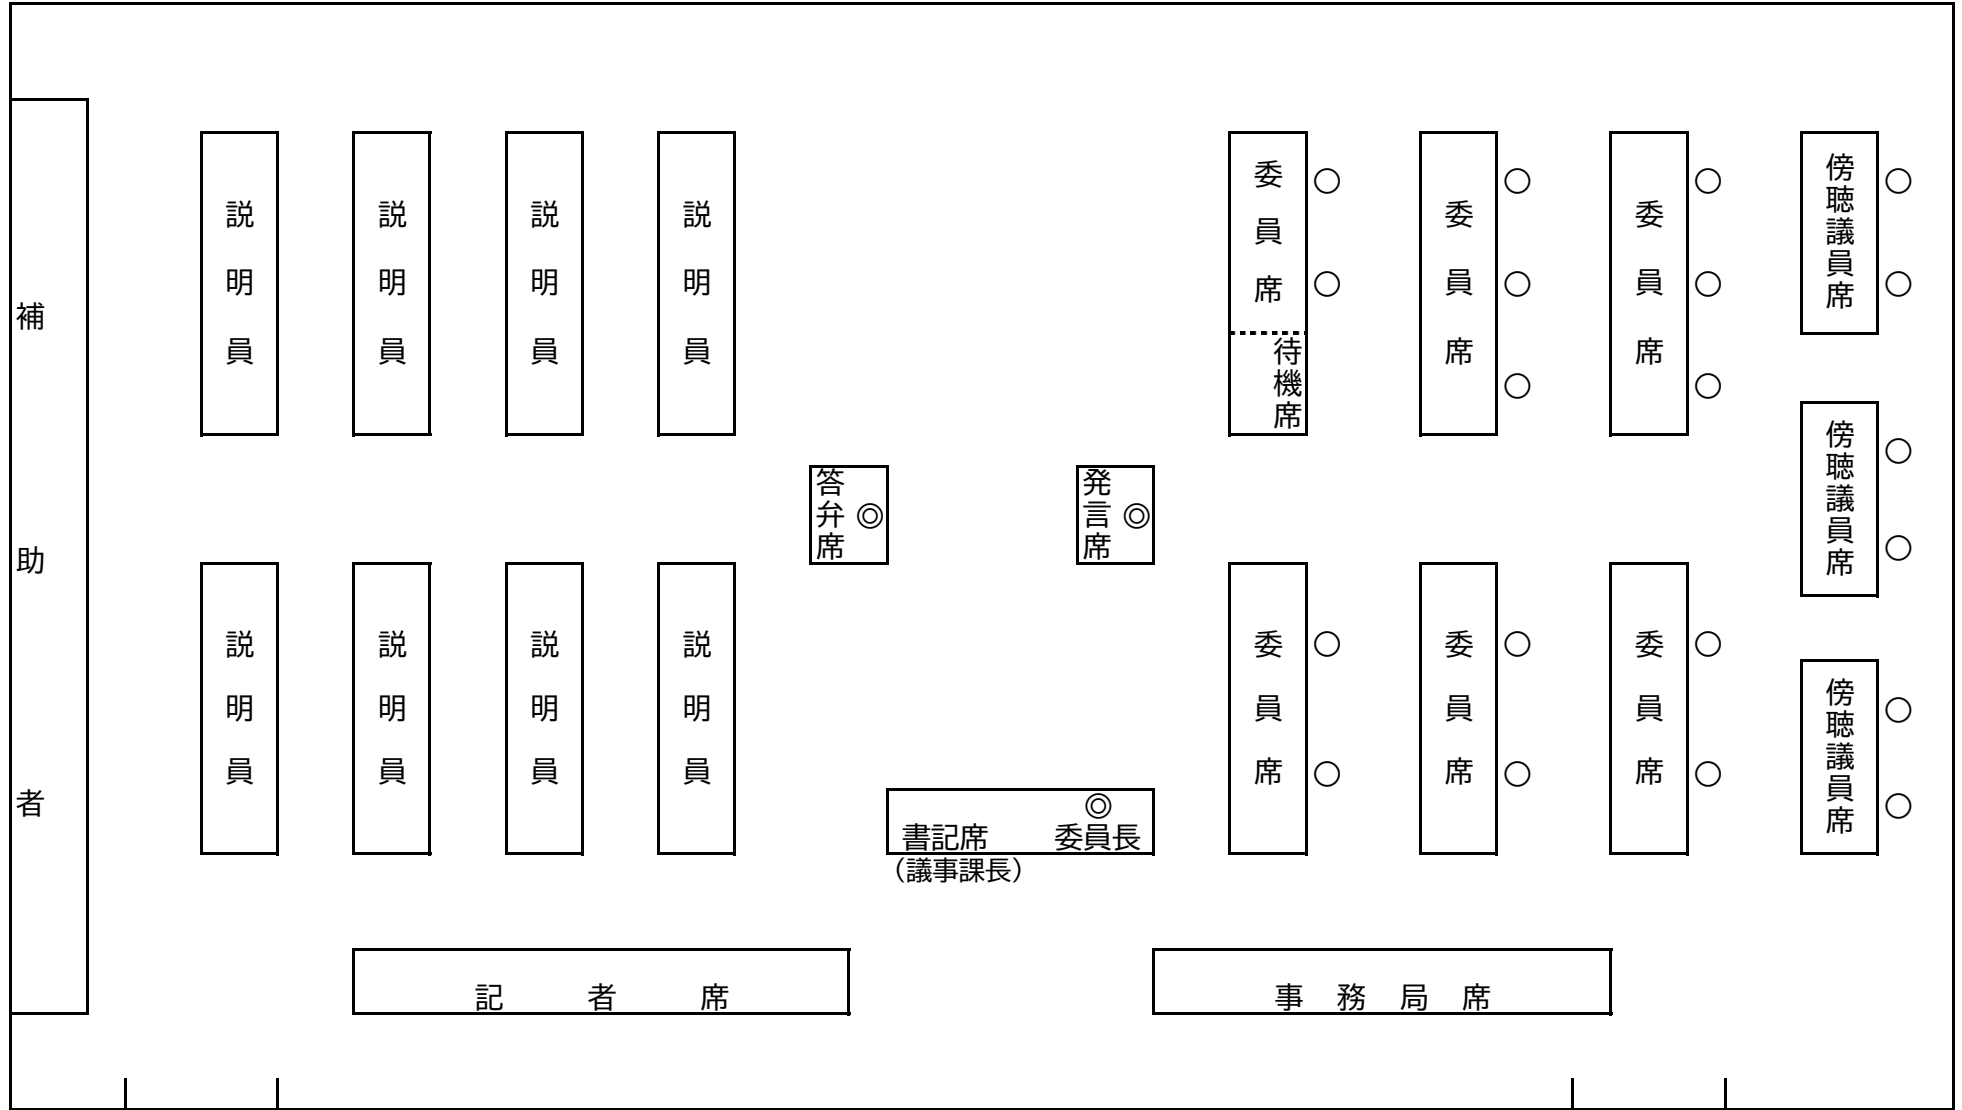 補助者
説明員
説明員
説明員
説明員
委員席 ○ ○
待機席
委員席 ○ ○ ○
委員席 ○ ○ ○
傍聴議員席 ○ ○
傍聴議員席 ○ ○
答弁席 ◎
発言席 ◎
説明員
説明員
説明員
説明員
委員席 ○ ○
委員席 ○ ○
委員席 ○ ○
傍聴議員席 ○ ○
◎
書記席 委員長
（議事課長）
記者席
事務局席